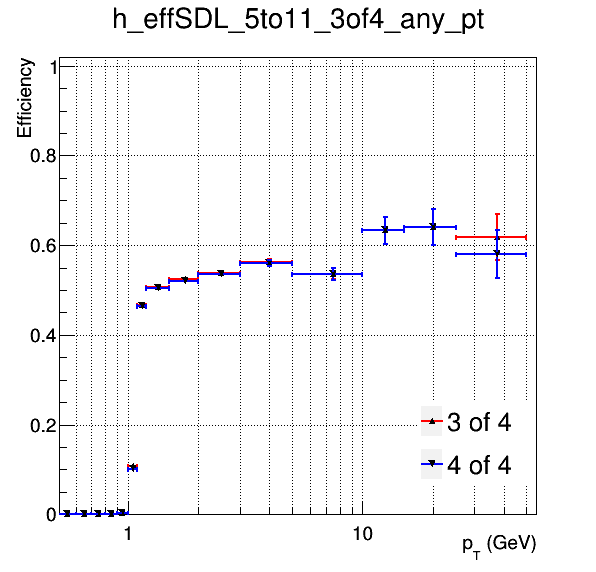 h_effSDL_5to11_3of4_any_pt
Efficiency
1
0.8
0.6
0.4
0.2
0
3 of 4
4 of 4
1
10
p_T (GeV)